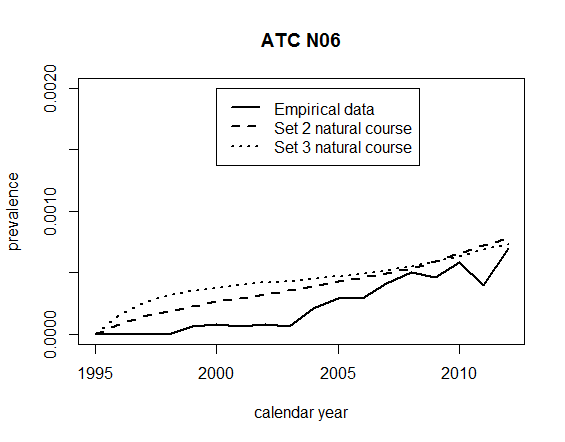 ATC N06
Empirical data
Set 2 natural course
Set 3 natural course
prevalence
0.0020
0.0010
0.0000
1995
2000
2005
2010
calendar year